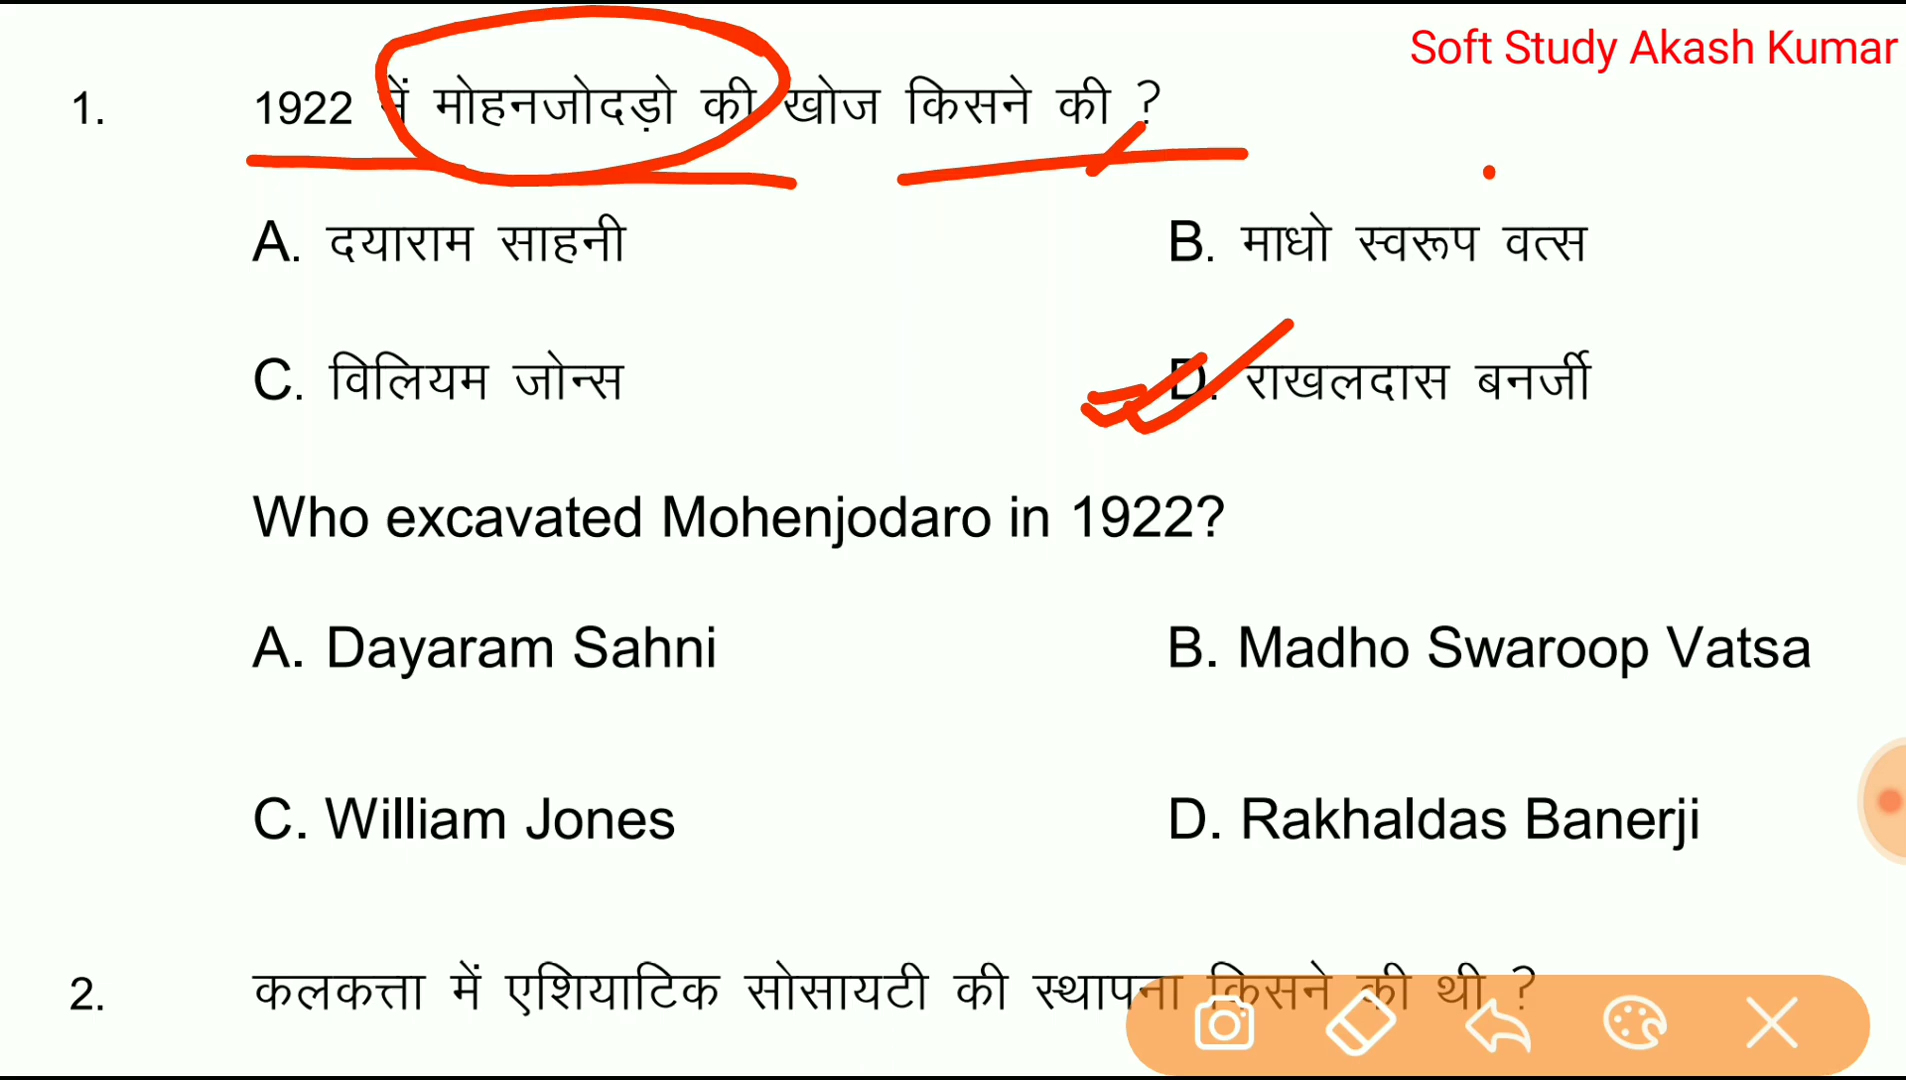 Soft Study Akash Kumar
1. 1922 में मोहनजोदड़ो की खोज किसने की ?
A. दयाराम साहनी B. माधो स्वरूप वत्स
C. विलियम जोन्स D. राखलदास बनर्जी
Who excavated Mohenjodaro in 1922?
A. Dayaram Sahni B. Madho Swaroop Vatsa
C. William Jones D. Rakhaldas Banerji
2. कलकत्ता में एशियाटिक सोसायटी की स्थापना किसने की थी ?